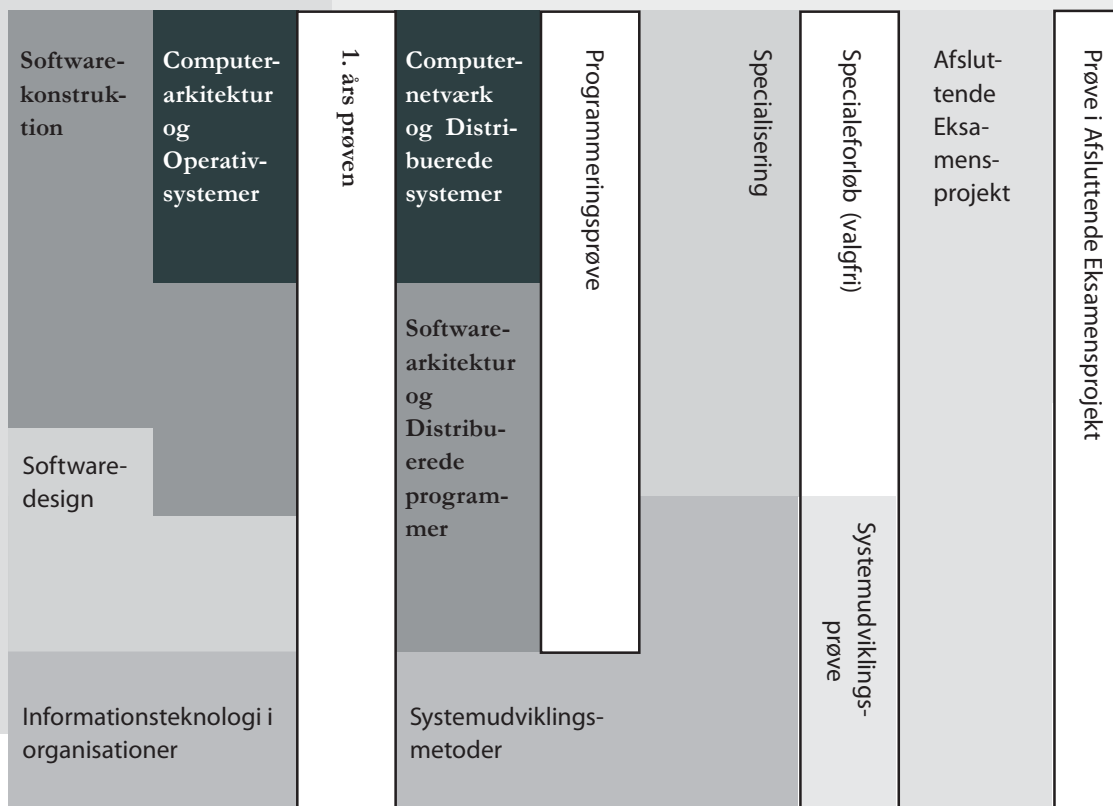 Software-
konstruk-
tion
Computer-
arkitektur
og
Operativ-
systemer
1. års prøven
Computer-
netværk
og Distri-
buerede
systemer
Programmeringsprøve
Specialisering
Specialeforløb (valgfri)
Afslut-
tende
Eksa-
mens-
projekt
Prøve i Afsluttende Eksamensprojekt
Software-
arkitektur
og
Distribu-
erede
program-
mer
Software-
design
Systemudviklings-
prøve
Informationsteknologi i
organisationer
Systemudviklings-
metoder